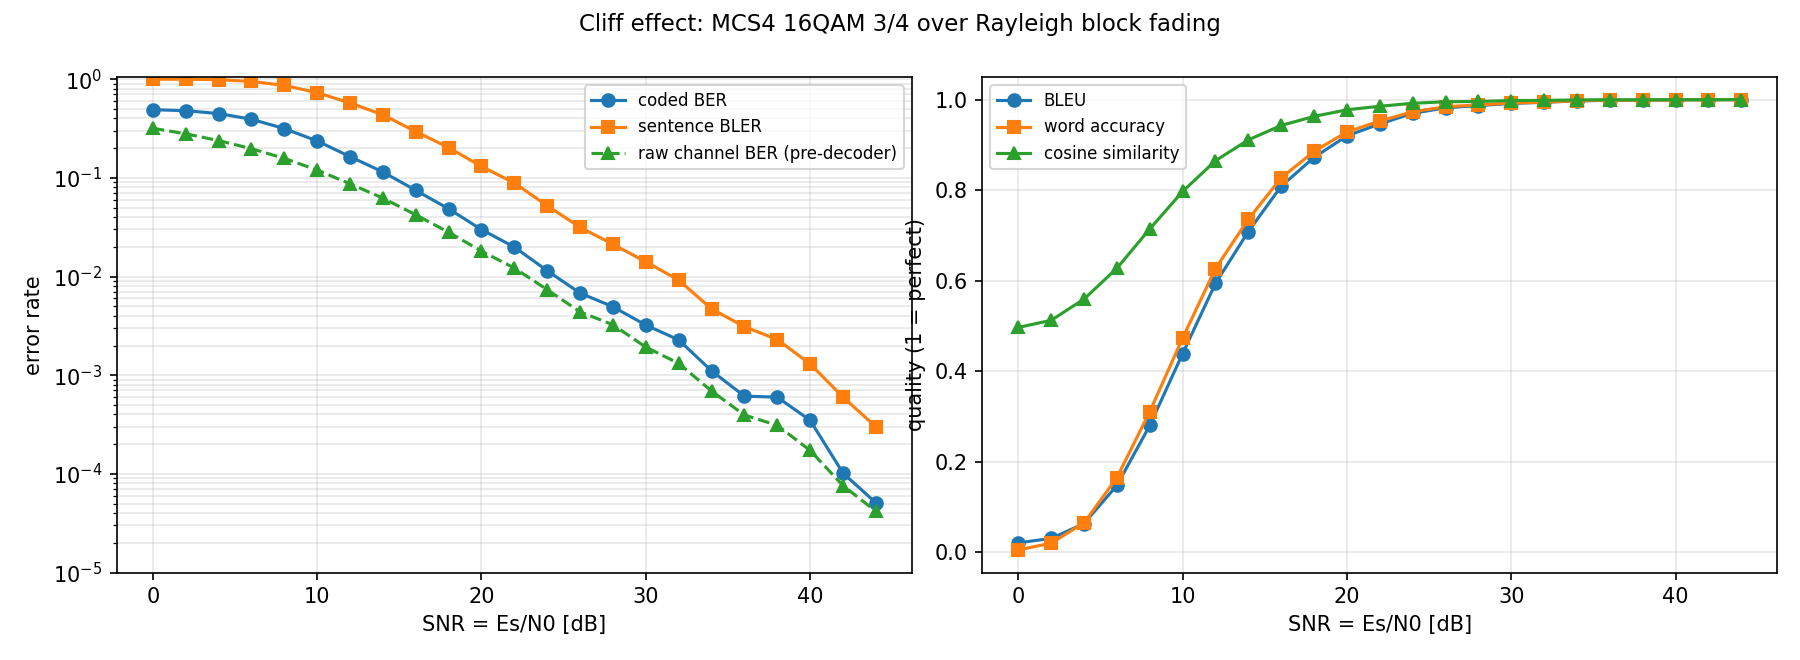 Cliff effect: MCS4 16QAM 3/4 over Rayleigh block fading
error rate
10⁰
10⁻¹
10⁻²
10⁻³
10⁻⁴
10⁻⁵
0 10 20 30 40
SNR = Es/N0 [dB]
coded BER
sentence BLER
raw channel BER (pre-decoder)
quality (1 = perfect)
1.0
0.8
0.6
0.4
0.2
0.0
0 10 20 30 40
SNR = Es/N0 [dB]
BLEU
word accuracy
cosine similarity